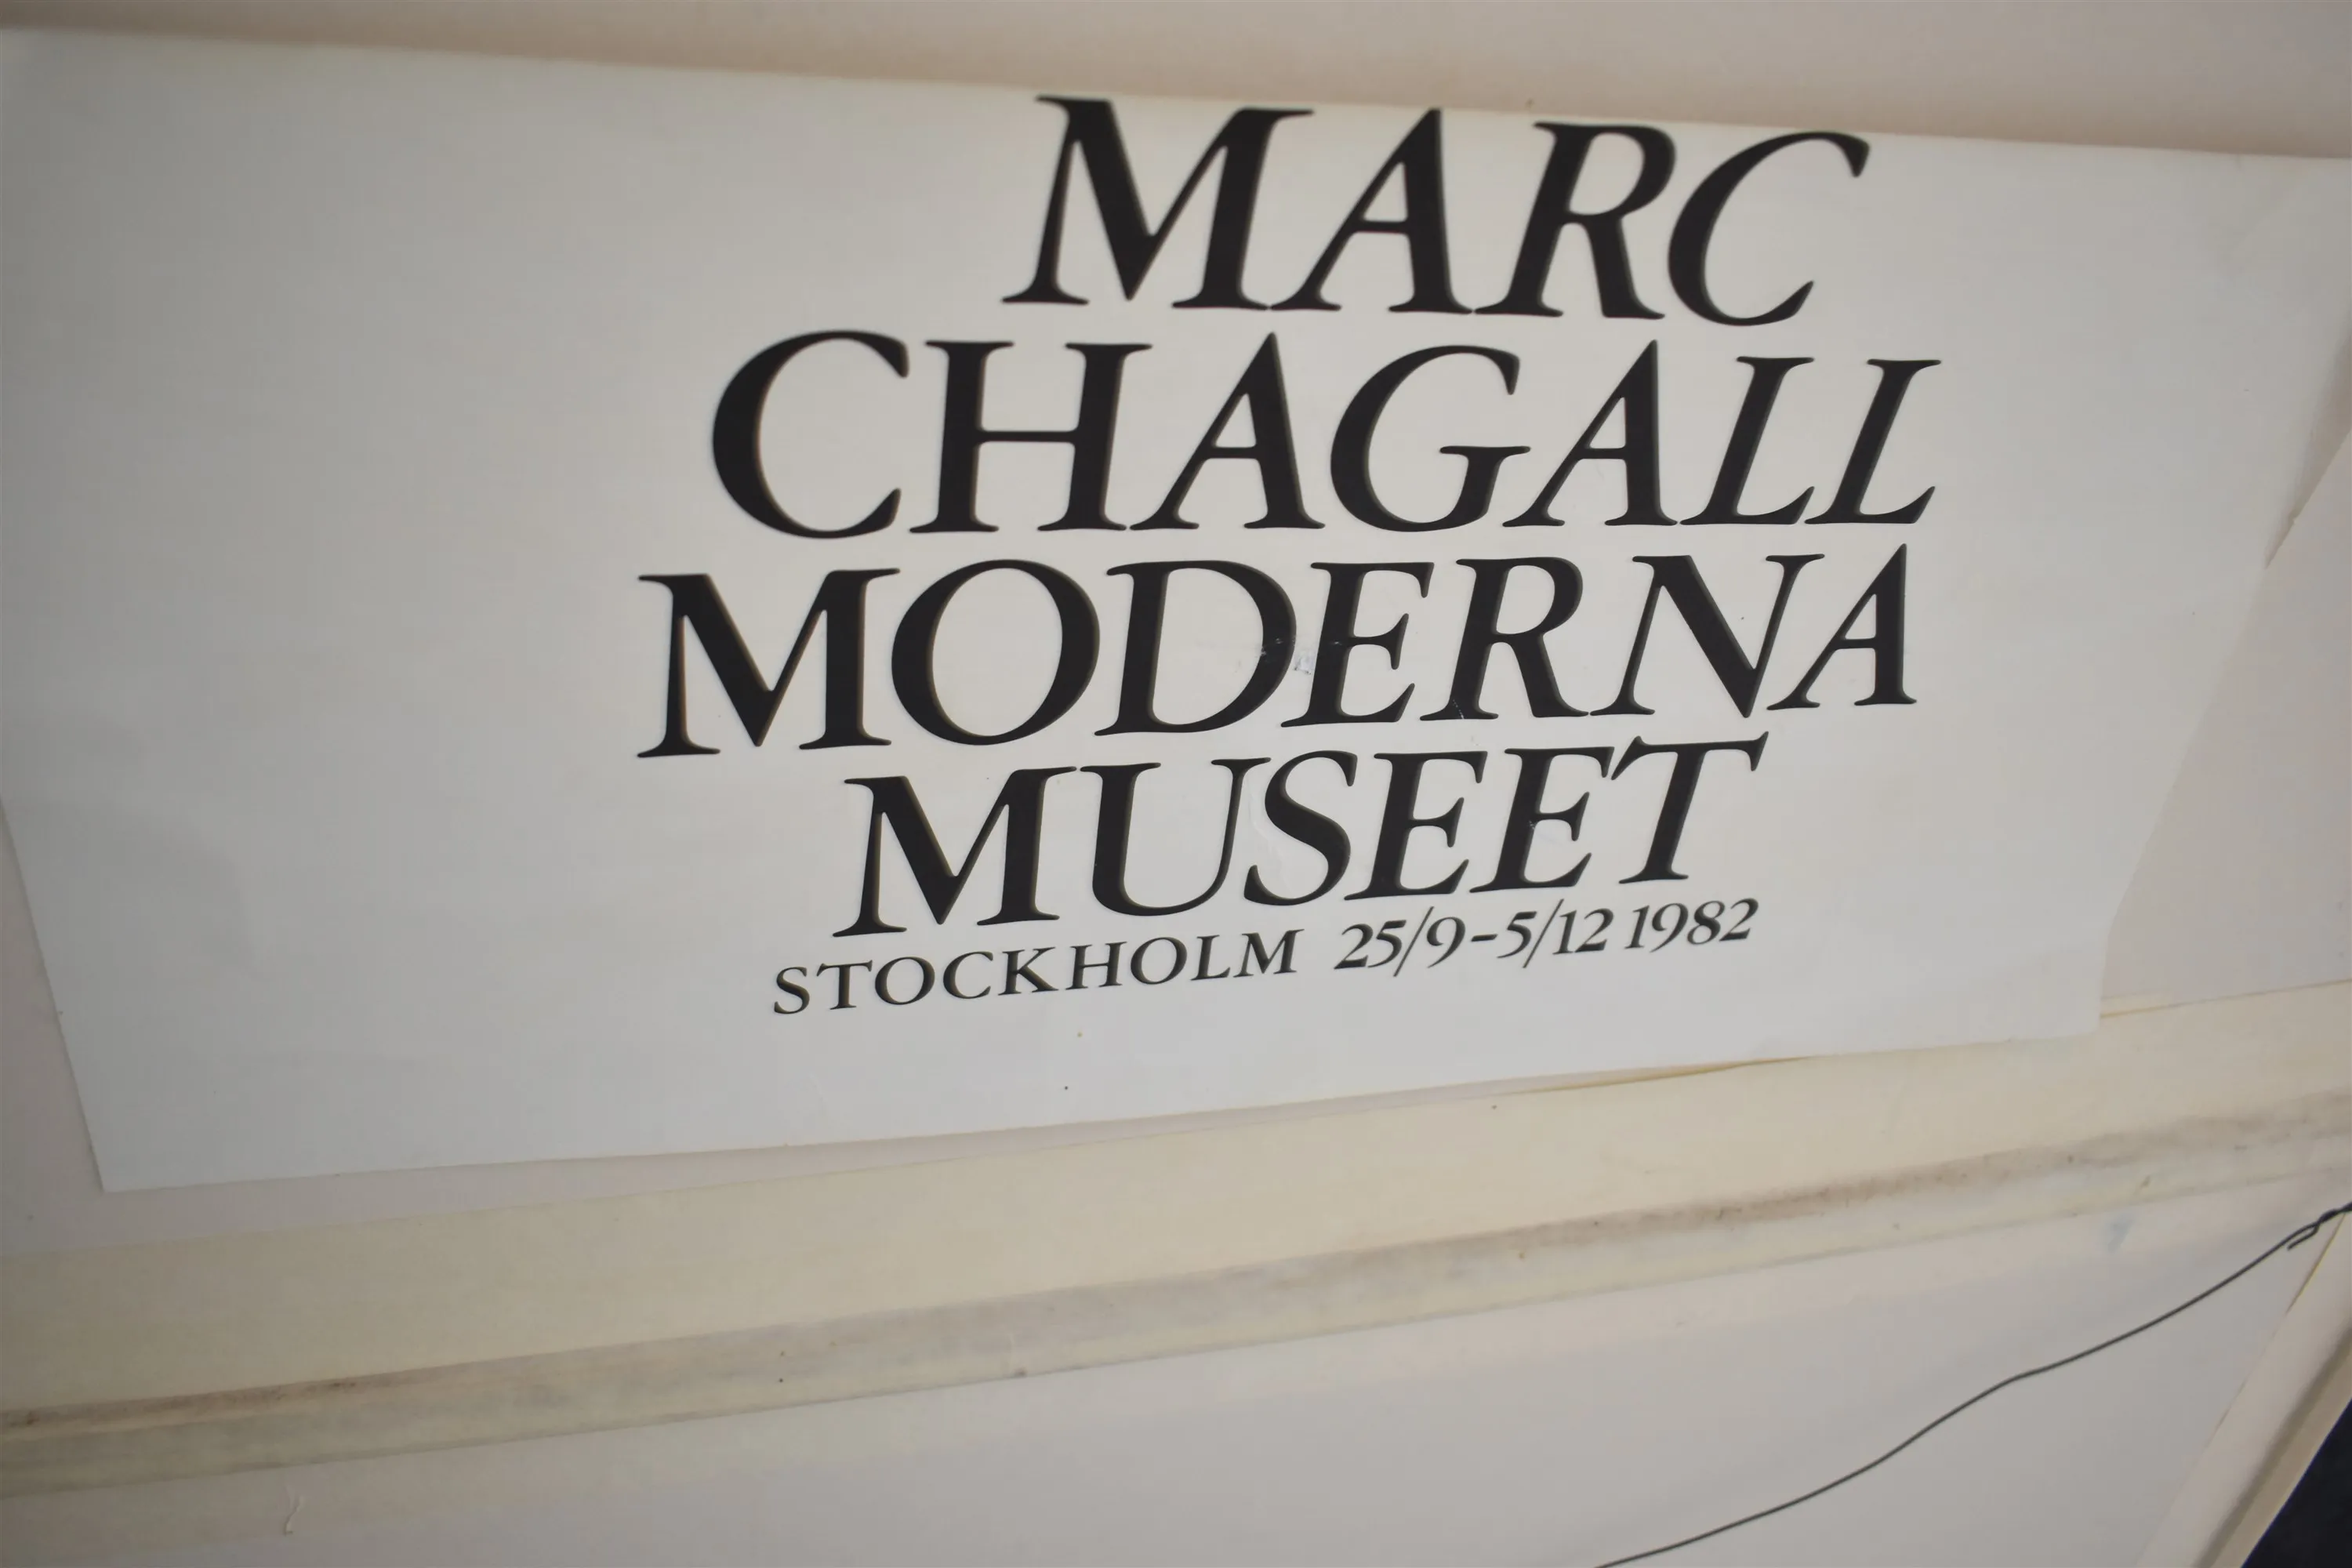 MARC
CHAGALL
MODERNA
MUSEET
STOCKHOLM 25/9-5/12 1982